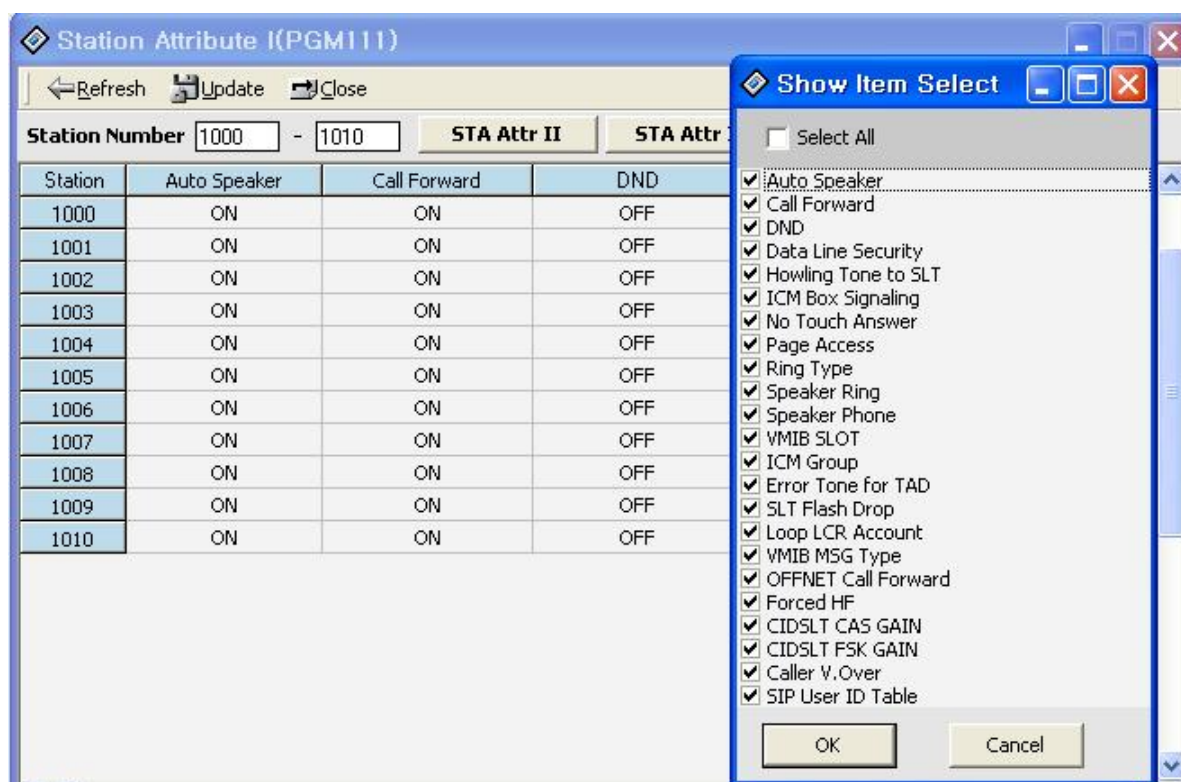 Station Attribute I(PGM111)
Refresh Update Close
Station Number 1000 - 1010 STA Attr II STA Attr
Station Auto Speaker Call Forward DND
1000 ON ON OFF
1001 ON ON OFF
1002 ON ON OFF
1003 ON ON OFF
1004 ON ON OFF
1005 ON ON OFF
1006 ON ON OFF
1007 ON ON OFF
1008 ON ON OFF
1009 ON ON OFF
1010 ON ON OFF
Show Item Select
Select All
Auto Speaker
Call Forward
DND
Data Line Security
Howling Tone to SLT
ICM Box Signaling
No Touch Answer
Page Access
Ring Type
Speaker Ring
Speaker Phone
VMIB SLOT
ICM Group
Error Tone for TAD
SLT Flash Drop
Loop LCR Account
VMIB MSG Type
OFFNET Call Forward
Forced HF
CIDSLT CAS GAIN
CIDSLT FSK GAIN
Caller V.Over
SIP User ID Table
OK Cancel